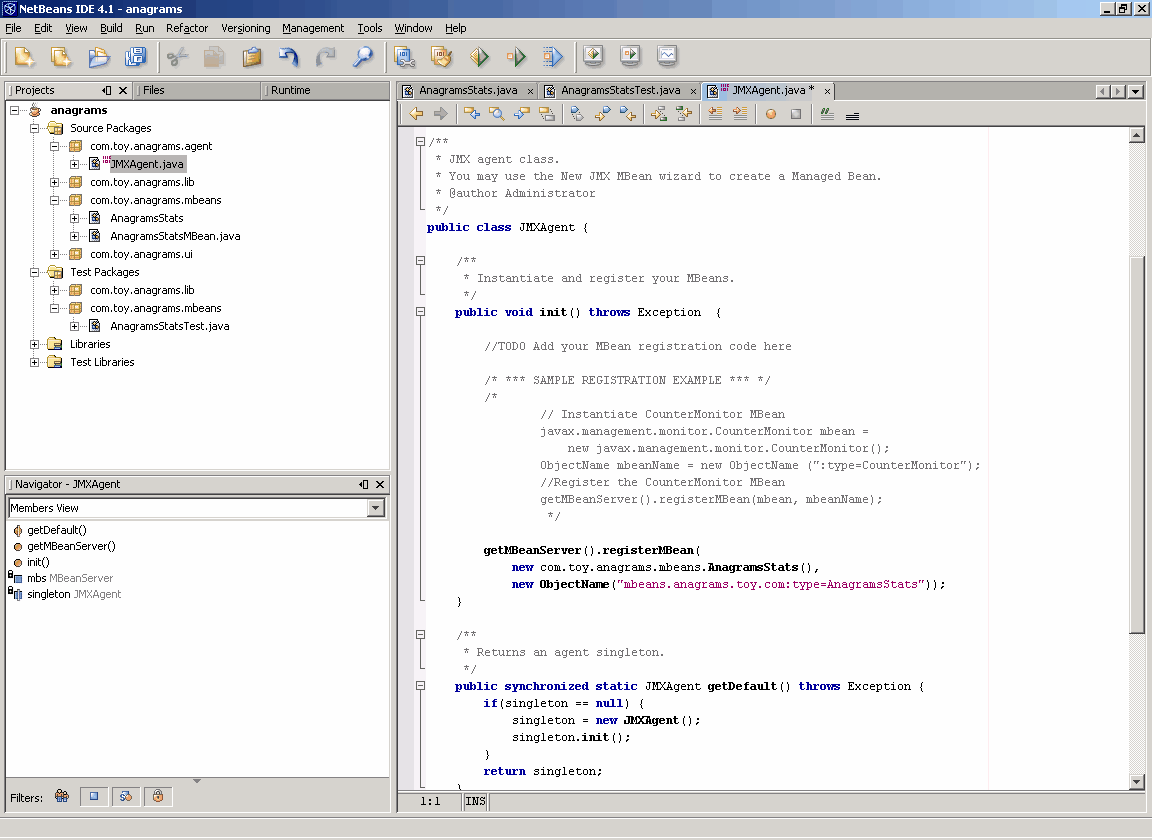 NetBeans IDE 4.1 - anagrams
File Edit View Build Run Refactor Versioning Management Tools Window Help
Projects Files Runtime
anagrams
Source Packages
com.toy.anagrams.agent
JMXAgent.java
com.toy.anagrams.lib
com.toy.anagrams.mbeans
AnagramsStats
AnagramsStatsMBean.java
com.toy.anagrams.ui
Test Packages
com.toy.anagrams.lib
com.toy.anagrams.mbeans
AnagramsStatsTest.java
Libraries
Test Libraries
Navigator - JMXAgent
Members View
getDefault()
getMBeanServer()
init()
mbs MBeanServer
singleton JMXAgent
Filters:
AnagramsStats.java AnagramsStatsTest.java JMXAgent.java *
/**
* JMX agent class.
* You may use the New JMX MBean wizard to create a Managed Bean.
* @author Administrator
*/
public class JMXAgent {
/**
* Instantiate and register your MBeans.
*/
public void init() throws Exception {
//TODO Add your MBean registration code here
/* *** SAMPLE REGISTRATION EXAMPLE *** */
/*
// Instantiate CounterMonitor MBean
javax.management.monitor.CounterMonitor mbean =
new javax.management.monitor.CounterMonitor();
ObjectName mbeanName = new ObjectName (":type=CounterMonitor");
//Register the CounterMonitor MBean
getMBeanServer().registerMBean(mbean, mbeanName);
*/
getMBeanServer().registerMBean(
new com.toy.anagrams.mbeans.AnagramsStats(),
new ObjectName("mbeans.anagrams.toy.com:type=AnagramsStats"));
}
/**
* Returns an agent singleton.
*/
public synchronized static JMXAgent getDefault() throws Exception {
if(singleton == null) {
singleton = new JMXAgent();
singleton.init();
}
return singleton;
}
1:1 INS